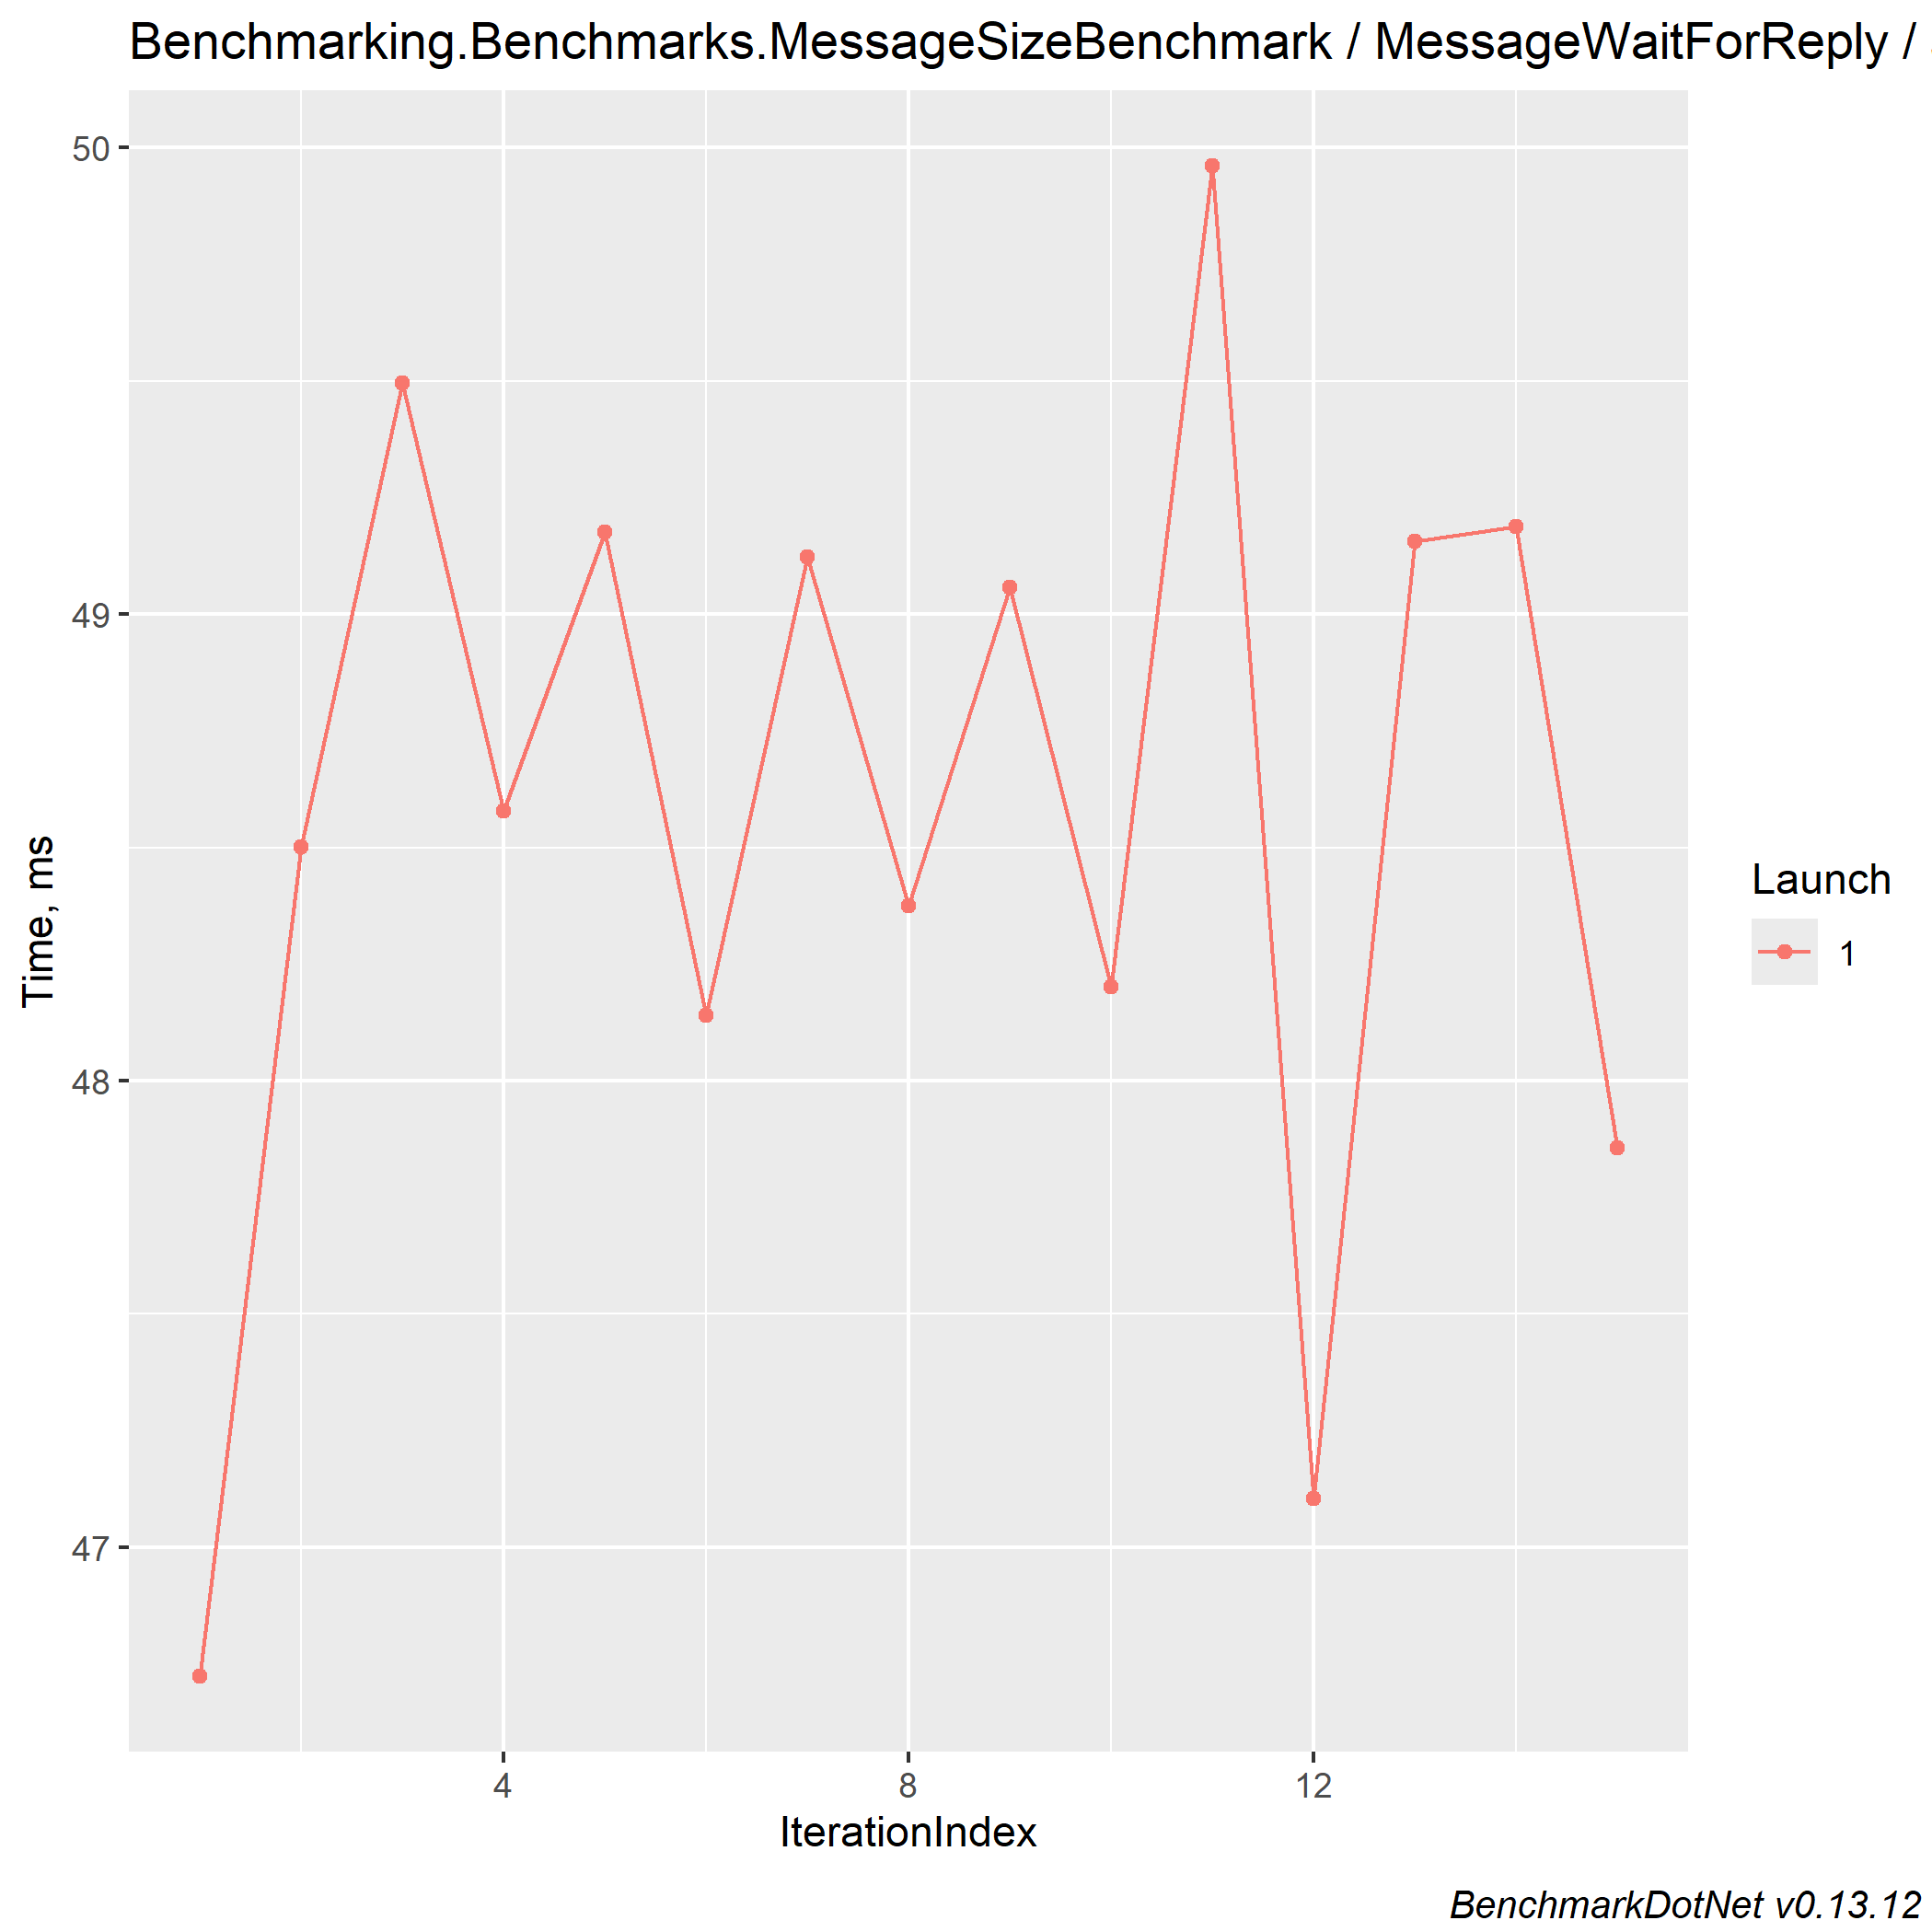 Benchmarking.Benchmarks.MessageSizeBenchmark / MessageWaitForReply /
50
49
48
47
Time, ms
4
8
12
IterationIndex
Launch
1
BenchmarkDotNet v0.13.12